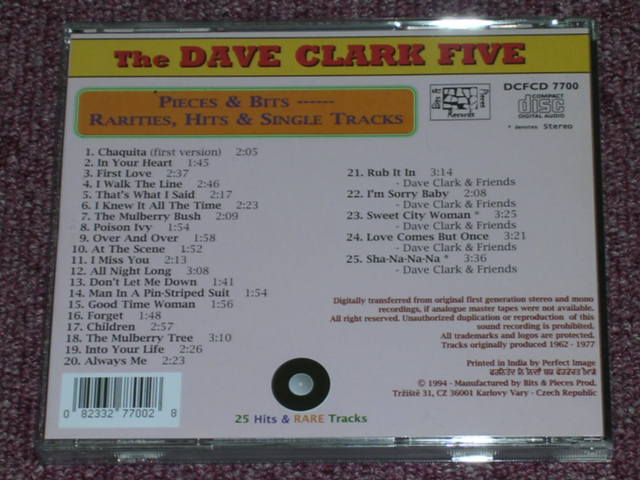 The DAVE CLARK FIVE
PIECES & BITS ------
RARITIES, HITS & SINGLE TRACKS
Bits Pieces
Records
DCFCD 7700
COMPACT
disc
DIGITAL AUDIO
* denotes Stereo
1. Chaquita (first version) 2:05
2. In Your Heart 1:45
3. First Love 2:37
4. I Walk The Line 2:46
5. That's What I Said 2:17
6. I Knew It All The Time 2:23
7. The Mulberry Bush 2:09
8. Poison Ivy 1:54
9. Over And Over 1:58
10. At The Scene 1:52
11. I Miss You 2:13
12. All Night Long 3:08
13. Don't Let Me Down 1:41
14. Man In A Pin-Striped Suit 1:54
15. Good Time Woman 1:56
16. Forget 1:48
17. Children 2:57
18. The Mulberry Tree 3:10
19. Into Your Life 2:26
20. Always Me 2:23
21. Rub It In 3:14
- Dave Clark & Friends
22. I'm Sorry Baby 2:08
- Dave Clark & Friends
23. Sweet City Woman * 3:25
- Dave Clark & Friends
24. Love Comes But Once 3:21
- Dave Clark & Friends
25. Sha-Na-Na-Na * 3:36
- Dave Clark & Friends
Digitally transferred from original first generation stereo and mono
recordings, if analogue master tapes were not available.
All right reserved. Unauthorized duplication or reproduction of this
sound recording is prohibited.
All trademarks and logos are protected.
Tracks originally produced 1962 - 1977
Printed in India by Perfect Image
© 1994 - Manufactured by Bits & Pieces Prod.
Tržiště 31, CZ 36001 Karlovy Vary - Czech Republic
0 82332 77002 8
25 Hits & RARE Tracks